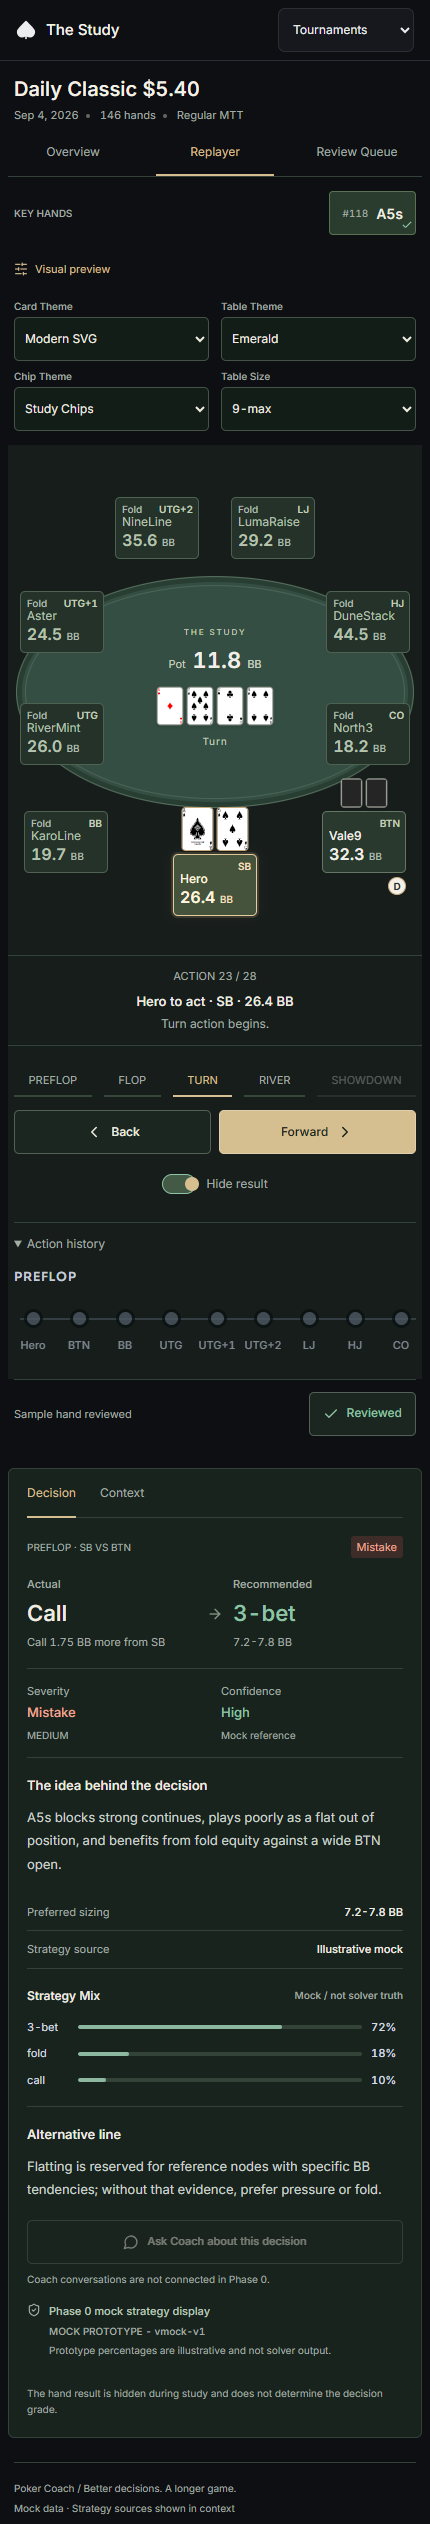 The Study
Tournaments
Daily Classic $5.40
Sep 4, 2026 • 146 hands • Regular MTT
Overview
Replayer
Review Queue
KEY HANDS
#118 A5s
Visual preview
Card Theme
Table Theme
Modern SVG
Emerald
Chip Theme
Table Size
Study Chips
9-max
Fold UTG+2
NineLine
35.6 BB
Fold LJ
LumaRaise
29.2 BB
Fold UTG+1
Aster
24.5 BB
Fold HJ
DuneStack
44.5 BB
THE STUDY
Pot 11.8 BB
Turn
Fold UTG
RiverMint
26.0 BB
Fold CO
North3
18.2 BB
Fold BB
KaroLine
19.7 BB
SB
Hero
26.4 BB
BTN
Vale9
32.3 BB
D
ACTION 23 / 28
Hero to act · SB · 26.4 BB
Turn action begins.
PREFLOP
FLOP
TURN
RIVER
SHOWDOWN
Back
Forward
Hide result
▼ Action history
PREFLOP
Hero BTN BB UTG UTG+1 UTG+2 LJ HJ CO
Sample hand reviewed
Reviewed
Decision
Context
PREFLOP · SB VS BTN
Mistake
Actual
Recommended
Call
→ 3-bet
Call 1.75 BB more from SB
7.2-7.8 BB
Severity
Confidence
Mistake
High
MEDIUM
Mock reference
The idea behind the decision
A5s blocks strong continues, plays poorly as a flat out of
position, and benefits from fold equity against a wide BTN
open.
Preferred sizing
7.2-7.8 BB
Strategy source
Illustrative mock
Strategy Mix
Mock / not solver truth
3-bet 72%
fold 18%
call 10%
Alternative line
Flatting is reserved for reference nodes with specific BB
tendencies; without that evidence, prefer pressure or fold.
Ask Coach about this decision
Coach conversations are not connected in Phase 0.
Phase 0 mock strategy display
MOCK PROTOTYPE - vmock-v1
Prototype percentages are illustrative and not solver output.
The hand result is hidden during study and does not determine the decision
grade.
Poker Coach / Better decisions. A longer game.
Mock data · Strategy sources shown in context